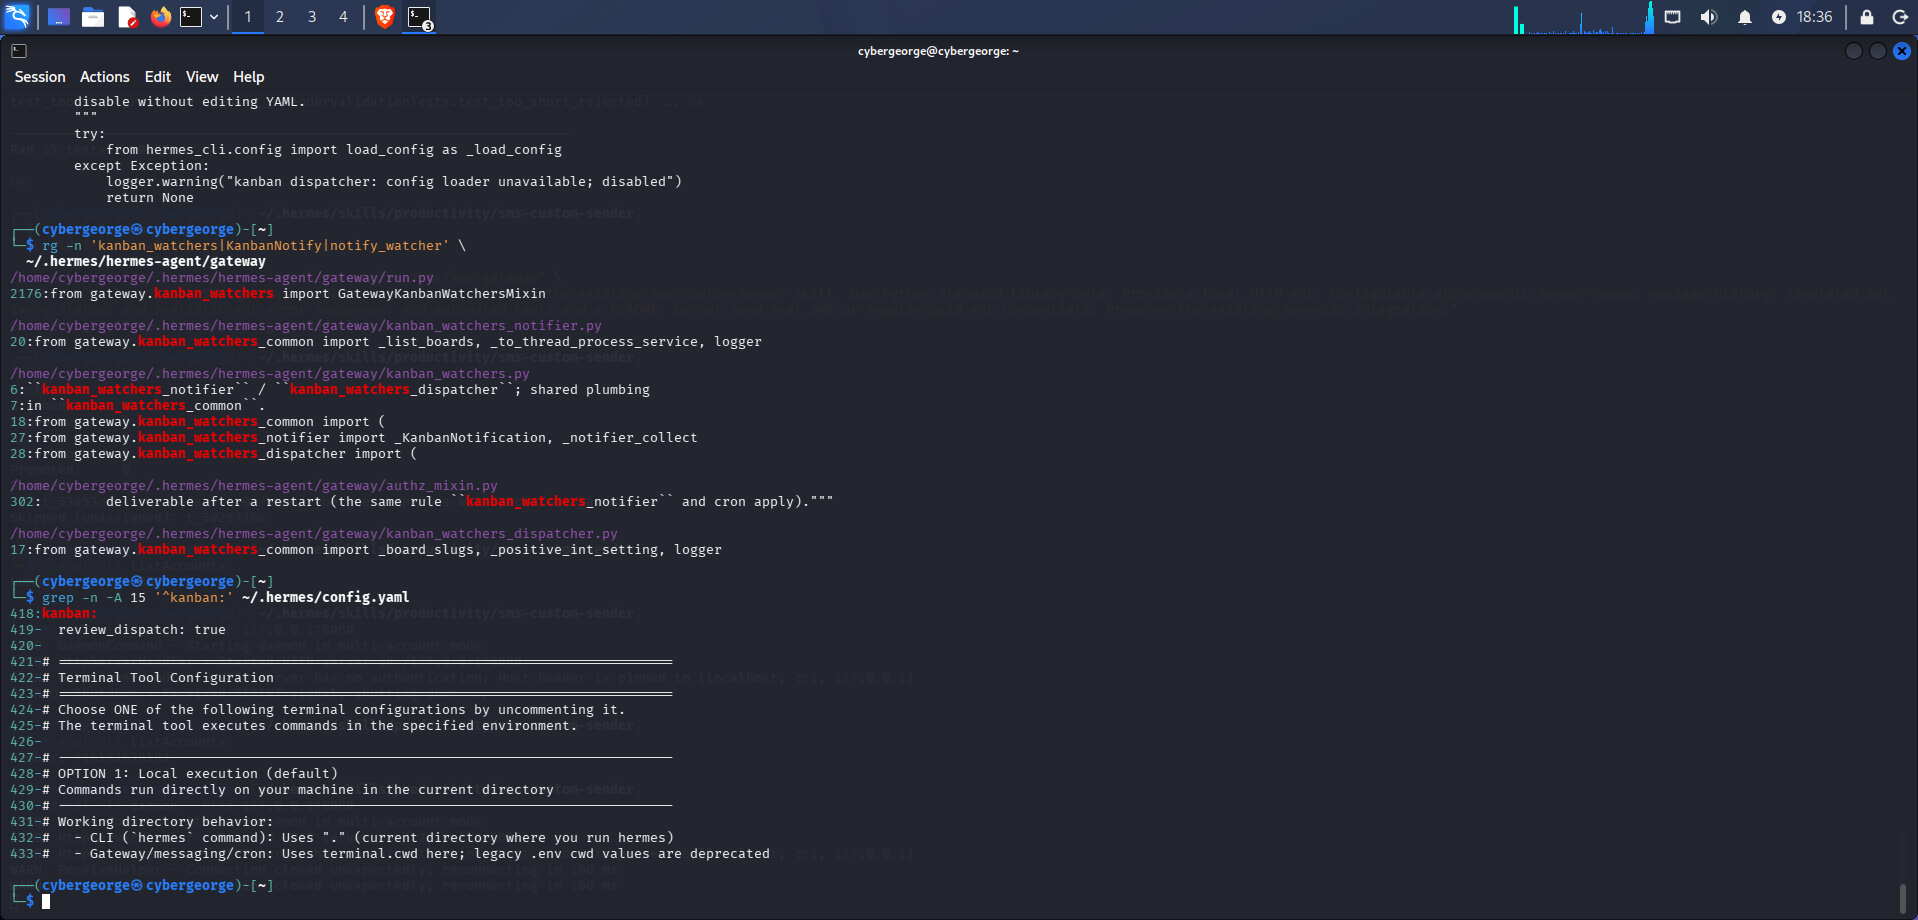 1 2 3 4 3 18:36
cybergeorge@cybergeorge: ~
Session Actions Edit View Help
disable without editing YAML.
"""
try:
from hermes_cli.config import load_config as _load_config
except Exception:
logger.warning("kanban dispatcher: config loader unavailable; disabled")
return None
┌──(cybergeorge㉿cybergeorge)-[~]
└─$ rg -n 'kanban_watchers|KanbanNotify|notify_watcher' \
~/.hermes/hermes-agent/gateway
/home/cybergeorge/.hermes/hermes-agent/gateway/run.py
2176:from gateway.kanban_watchers import GatewayKanbanWatchersMixin
/home/cybergeorge/.hermes/hermes-agent/gateway/kanban_watchers_notifier.py
20:from gateway.kanban_watchers_common import _list_boards, _to_thread_process_service, logger
/home/cybergeorge/.hermes/hermes-agent/gateway/kanban_watchers.py
6:``kanban_watchers_notifier`` / ``kanban_watchers_dispatcher``; shared plumbing
7:in ``kanban_watchers_common``.
18:from gateway.kanban_watchers_common import (
27:from gateway.kanban_watchers_notifier import _KanbanNotification, _notifier_collect
28:from gateway.kanban_watchers_dispatcher import (
/home/cybergeorge/.hermes/hermes-agent/gateway/authz_mixin.py
302: deliverable after a restart (the same rule ``kanban_watchers_notifier`` and cron apply)."""
/home/cybergeorge/.hermes/hermes-agent/gateway/kanban_watchers_dispatcher.py
17:from gateway.kanban_watchers_common import _board_slugs, _positive_int_setting, logger
┌──(cybergeorge㉿cybergeorge)-[~]
└─$ grep -n -A 15 '^kanban:' ~/.hermes/config.yaml
418:kanban:
419- review_dispatch: true
420-
421-# =============================================================================
422-# Terminal Tool Configuration
423-# =============================================================================
424-# Choose ONE of the following terminal configurations by uncommenting it.
425-# The terminal tool executes commands in the specified environment.
426-
427-# -----------------------------------------------------------------------------
428-# OPTION 1: Local execution (default)
429-# Commands run directly on your machine in the current directory
430-# -----------------------------------------------------------------------------
431-# Working directory behavior:
432-# - CLI (`hermes` command): Uses "." (current directory where you run hermes)
433-# - Gateway/messaging/cron: Uses terminal.cwd here; legacy .env cwd values are deprecated
┌──(cybergeorge㉿cybergeorge)-[~]
└─$